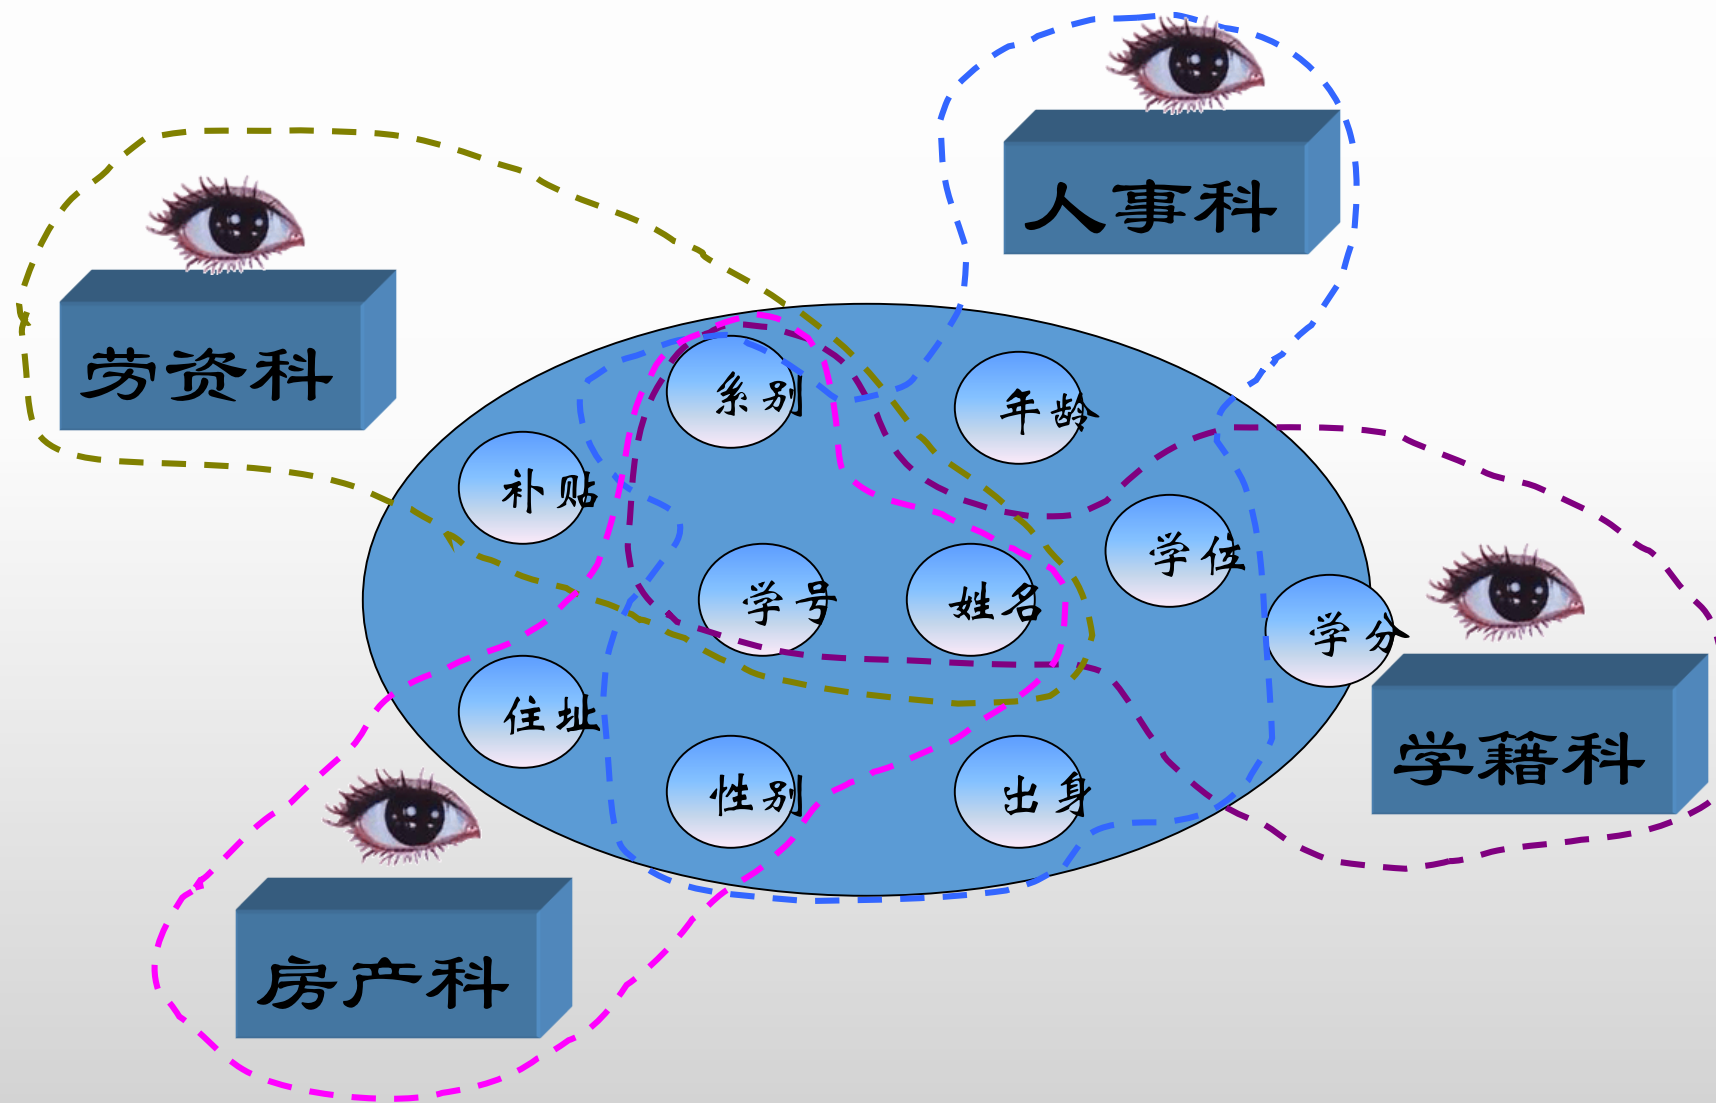 人事科
劳资科
系别
年龄
补贴
学位
学号
姓名
学分
住址
学籍科
性别
出身
房产科